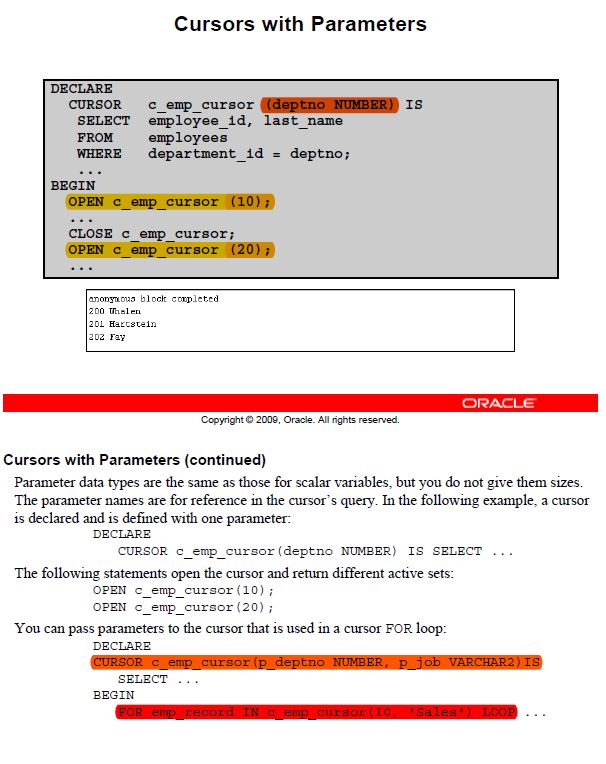 Cursors with Parameters
DECLARE
CURSOR c_emp_cursor (deptno NUMBER) IS
SELECT employee_id, last_name
FROM employees
WHERE department_id = deptno;
...
BEGIN
OPEN c_emp_cursor (10);
...
CLOSE c_emp_cursor;
OPEN c_emp_cursor (20);
...
anonymous block completed
200 Whalen
201 Hartstein
202 Fay
ORACLE
Copyright © 2009, Oracle. All rights reserved.
Cursors with Parameters (continued)
Parameter data types are the same as those for scalar variables, but you do not give them sizes.
The parameter names are for reference in the cursor's query. In the following example, a cursor
is declared and is defined with one parameter:
DECLARE
CURSOR c_emp_cursor(deptno NUMBER) IS SELECT ...
The following statements open the cursor and return different active sets:
OPEN c_emp_cursor(10);
OPEN c_emp_cursor(20);
You can pass parameters to the cursor that is used in a cursor FOR loop:
DECLARE
CURSOR c_emp_cursor(p_deptno NUMBER, p_job VARCHAR2)IS
SELECT ...
BEGIN
FOR emp_record IN c_emp_cursor(10, 'Sales') LOOP ...